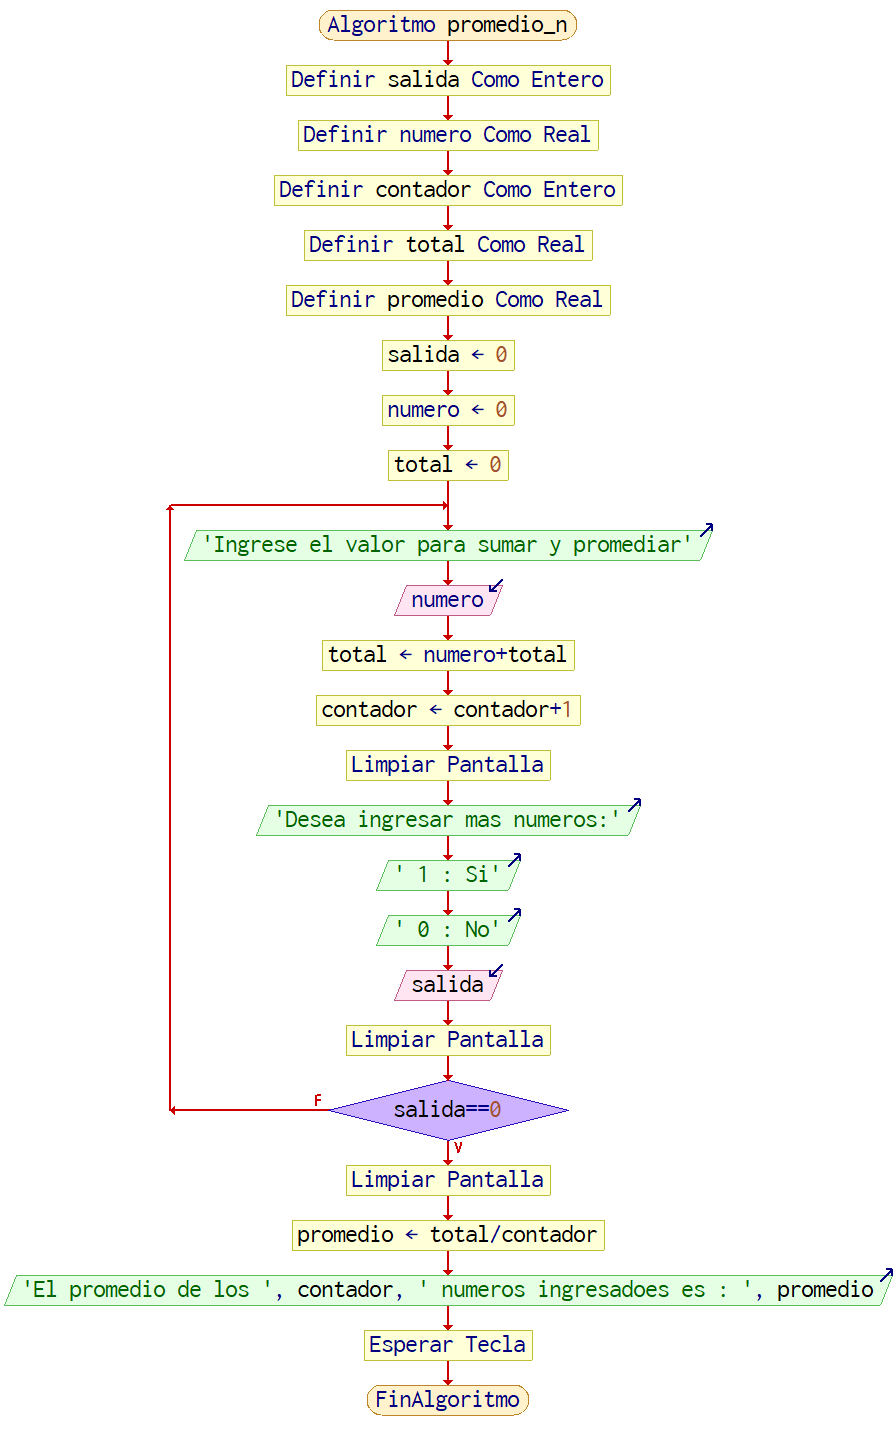 Algoritmo promedio_n
Definir salida Como Entero
Definir numero Como Real
Definir contador Como Entero
Definir total Como Real
Definir promedio Como Real
salida ← 0
numero ← 0
total ← 0
'Ingrese el valor para sumar y promediar'
numero
total ← numero+total
contador ← contador+1
Limpiar Pantalla
'Desea ingresar mas numeros:'
' 1 : Si'
' 0 : No'
salida
Limpiar Pantalla
F
salida==0
V
Limpiar Pantalla
promedio ← total/contador
'El promedio de los ', contador, ' numeros ingresadoes es : ', promedio
Esperar Tecla
FinAlgoritmo